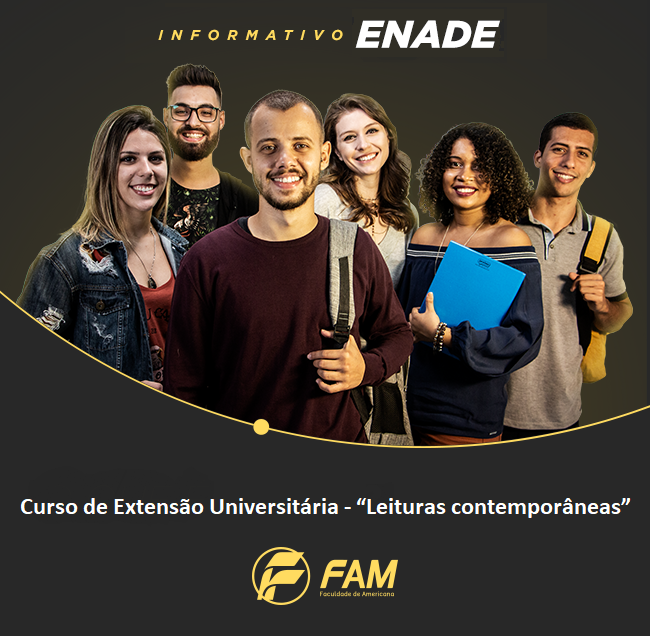 INFORMATIVO ENADE
Curso de Extensão Universitária - “Leituras contemporâneas”
FAM
Faculdade de Americana